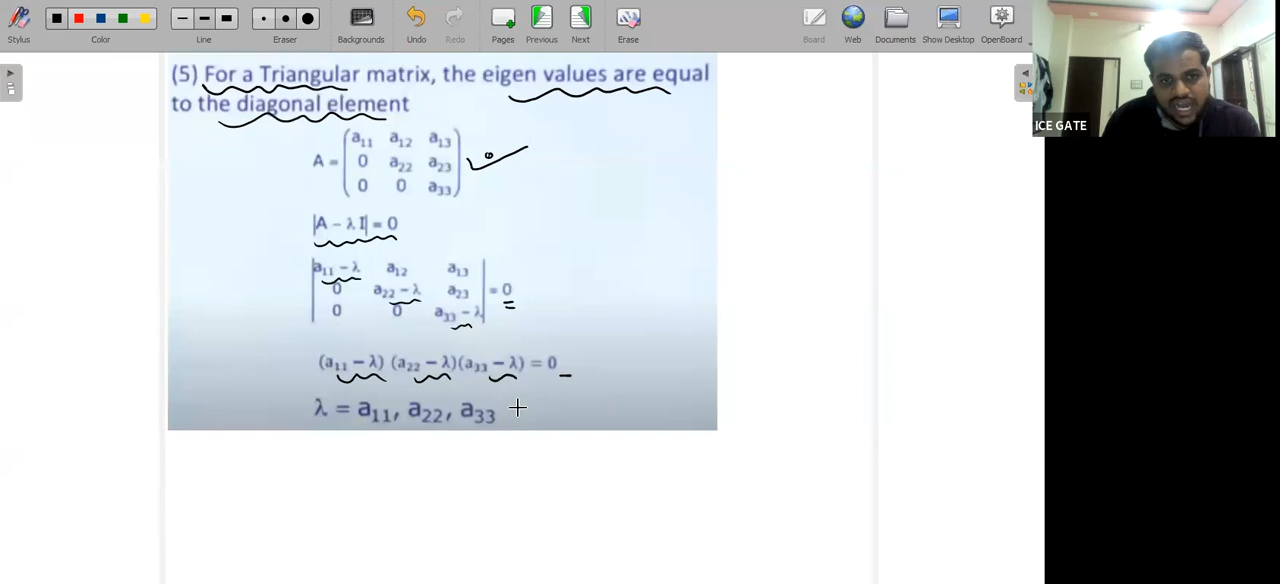 Stylus Color Line Eraser Backgrounds Undo Redo Pages Previous Next Erase Board Web Documents Show Desktop OpenBoard
ICE GATE
(5) For a Triangular matrix, the eigen values are equal
to the diagonal element
A = (a₁₁ a₁₂ a₁₃
0 a₂₂ a₂₃
0 0 a₃₃)
|A − λ I| = 0
|a₁₁ − λ a₁₂ a₁₃
0 a₂₂ − λ a₂₃
0 0 a₃₃ − λ| = 0
(a₁₁ − λ) (a₂₂ − λ)(a₃₃ − λ) = 0
λ = a₁₁, a₂₂, a₃₃